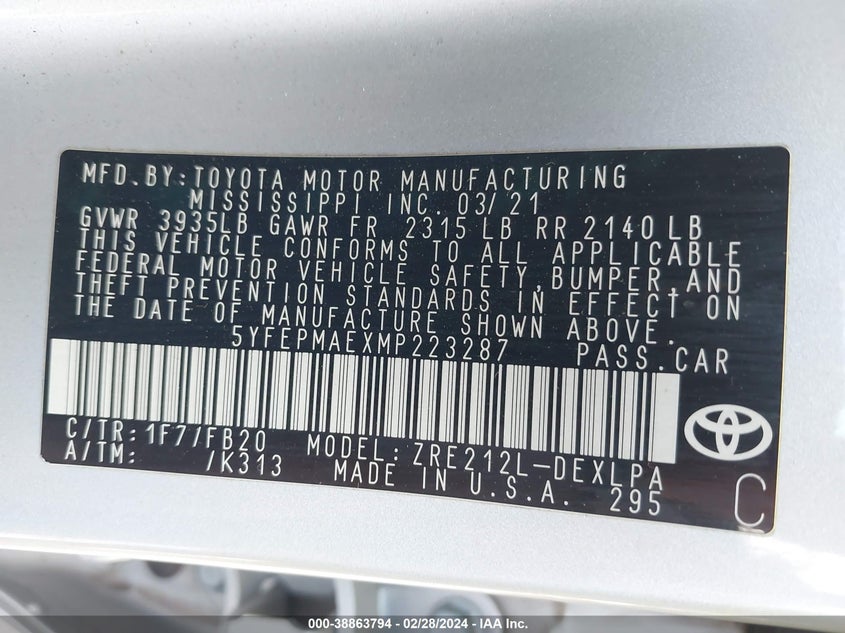 MFD.BY:TOYOTA MOTOR MANUFACTURING
MISSISSIPPI INC. 03/21
GVWR 3935LB GAWR FR 2315 LB RR 2140 LB
THIS VEHICLE CONFORMS TO ALL APPLICABLE
FEDERAL MOTOR VEHICLE SAFETY,BUMPER,AND
THEFT PREVENTION STANDARDS IN EFFECT ON
THE DATE OF MANUFACTURE SHOWN ABOVE.
5YFEPMAEXMP223287 PASS.CAR
C/TR:1F7/FB20 MODEL:ZRE212L-DEXLPA
A/TM: /K313 MADE IN U.S.A. 295
C
000-38863794 - 02/28/2024 - IAA Inc.